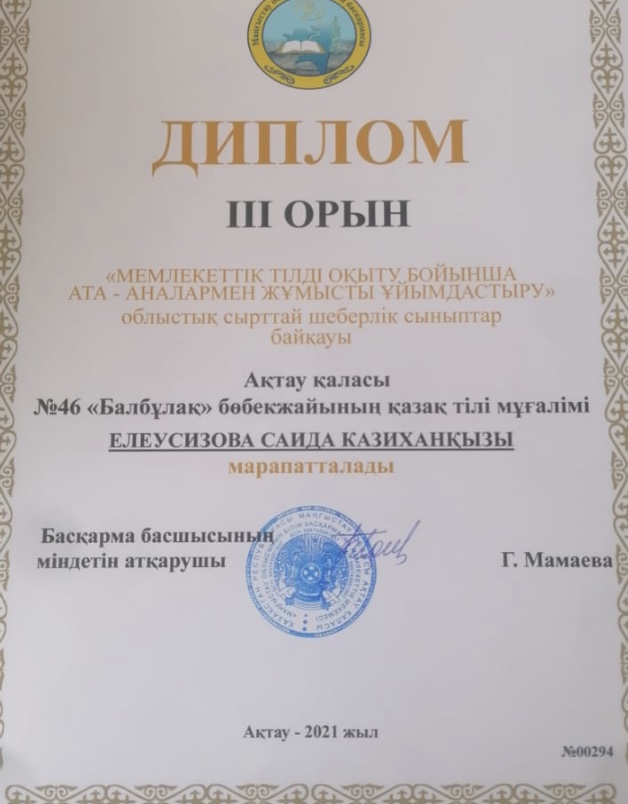 ДИПЛОМ
ІІІ ОРЫН
«МЕМЛЕКЕТТІК ТІЛДІ ОҚЫТУ БОЙЫНША
АТА - АНАЛАРМЕН ЖҰМЫСТЫ ҰЙЫМДАСТЫРУ»
облыстық сырттай шеберлік сыныптар
байқауы
Ақтау қаласы
№46 «Балбұлақ» бөбекжайының қазақ тілі мұғалімі
ЕЛЕУСИЗОВА САИДА КАЗИХАНҚЫЗЫ
марапатталады
Басқарма басшысының
міндетін атқарушы
Г. Мамаева
Ақтау - 2021 жыл
№00294